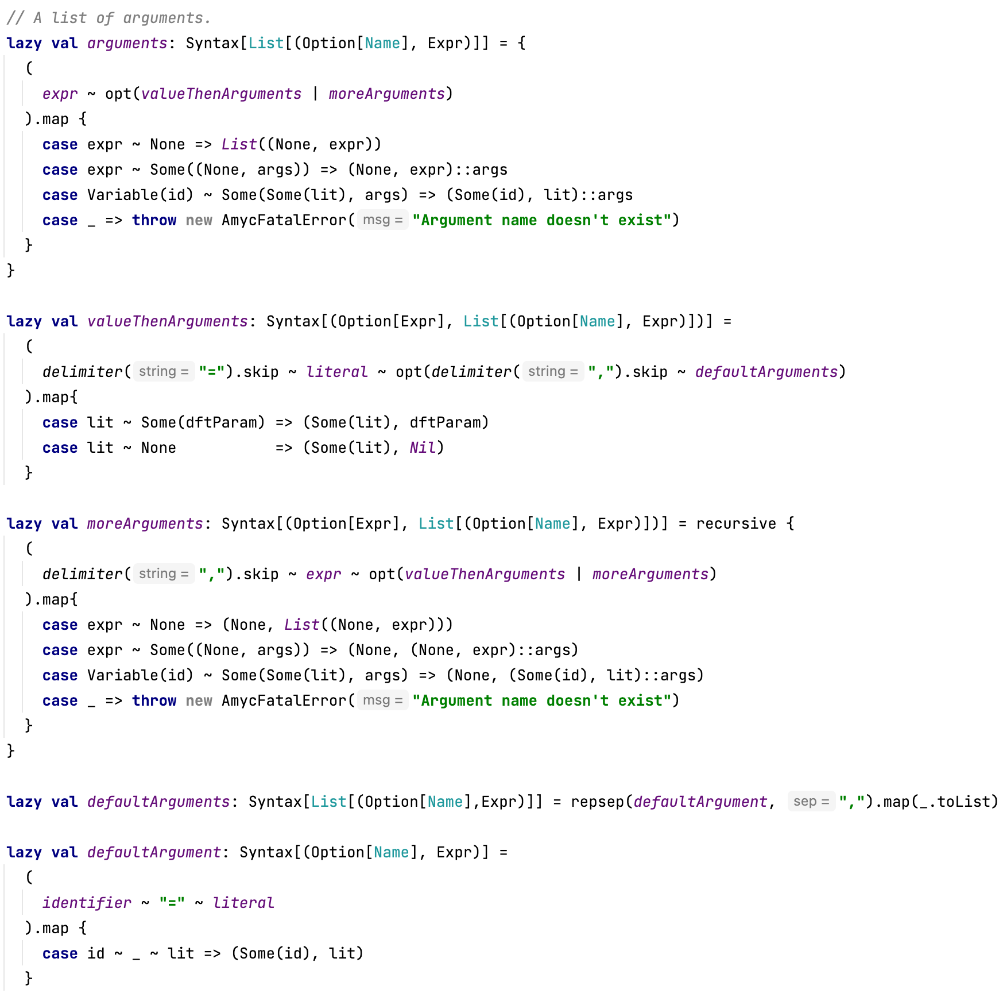 // A list of arguments.
lazy val arguments: Syntax[List[(Option[Name], Expr)]] = {
  (
    expr ~ opt(valueThenArguments | moreArguments)
  ).map {
    case expr ~ None => List((None, expr))
    case expr ~ Some((None, args)) => (None, expr)::args
    case Variable(id) ~ Some(Some(lit), args) => (Some(id), lit)::args
    case _ => throw new AmycFatalError( msg = "Argument name doesn't exist")
  }
}
lazy val valueThenArguments: Syntax[(Option[Expr], List[(Option[Name], Expr)])] =
  (
    delimiter( string = "=").skip ~ literal ~ opt(delimiter( string = ",").skip ~ defaultArguments)
  ).map{
    case lit ~ Some(dftParam) => (Some(lit), dftParam)
    case lit ~ None           => (Some(lit), Nil)
  }
lazy val moreArguments: Syntax[(Option[Expr], List[(Option[Name], Expr)])] = recursive {
  (
    delimiter( string = ",").skip ~ expr ~ opt(valueThenArguments | moreArguments)
  ).map{
    case expr ~ None => (None, List((None, expr)))
    case expr ~ Some((None, args)) => (None, (None, expr)::args)
    case Variable(id) ~ Some(Some(lit), args) => (None, (Some(id), lit)::args)
    case _ => throw new AmycFatalError( msg = "Argument name doesn't exist")
  }
}
lazy val defaultArguments: Syntax[List[(Option[Name],Expr)]] = repsep(defaultArgument, sep = ",").map(_.toList)
lazy val defaultArgument: Syntax[(Option[Name], Expr)] =
  (
    identifier ~ "=" ~ literal
  ).map {
    case id ~ _ ~ lit => (Some(id), lit)
  }